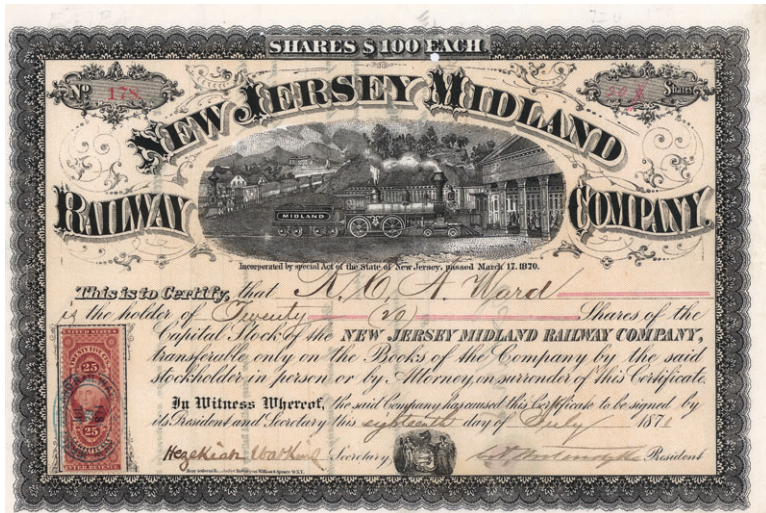 SHARES $100 EACH.
No 178
Shares
NEW JERSEY MIDLAND
RAILWAY COMPANY.
MIDLAND
Incorporated by special Act of the State of New Jersey, passed March 17. 1870.
This is to Certify, that R. C. A. Ward
is the holder of Twenty (20) Shares of the
Capital Stock of the NEW JERSEY MIDLAND RAILWAY COMPANY,
transferable only on the Books of the Company by the said
stockholder in person or by Attorney, on surrender of this Certificate.
In Witness Whereof, the said Company has caused this Certificate to be signed by
its President and Secretary this eighteenth day of July 1871
Hezekiah Watkins Secretary President
25
25
INTER. REVENUE